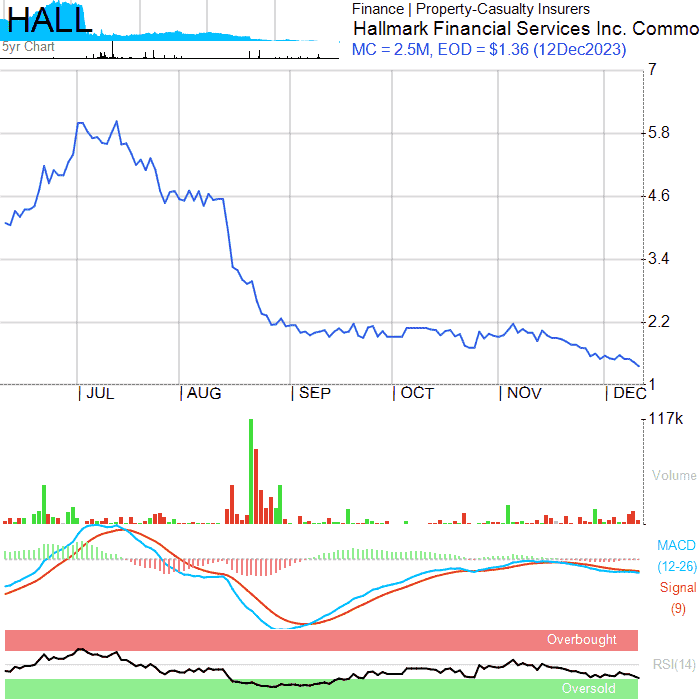 HALL
5yr Chart
Finance | Property-Casualty Insurers
Hallmark Financial Services Inc. Commo
MC = 2.5M, EOD = $1.36 (12Dec2023)
7
5.8
4.6
3.4
2.2
1
JUL
AUG
SEP
OCT
NOV
DEC
117k
Volume
MACD
(12-26)
Signal
(9)
Overbought
RSI(14)
Oversold